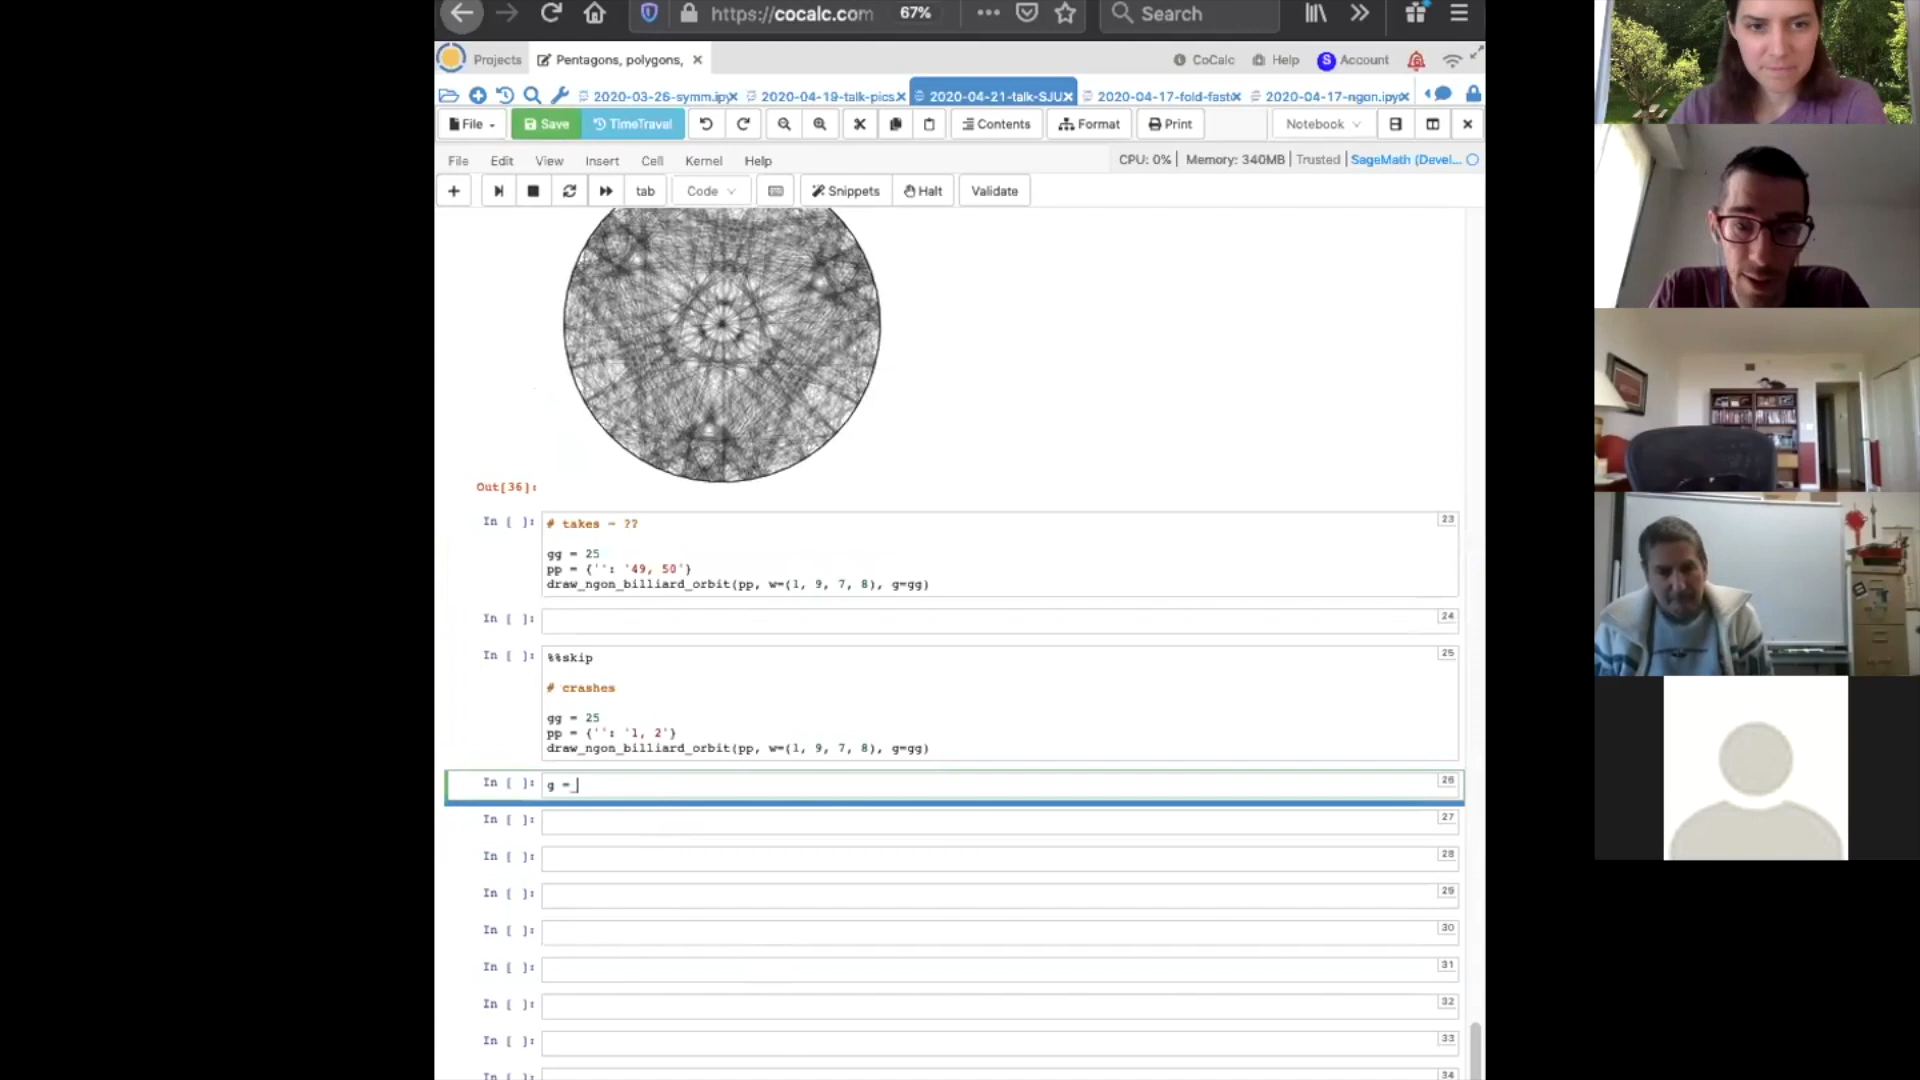 https://cocalc.com
67%
Search
Projects
Pentagons, polygons,
CoCalc
Help
S
Account
2020-03-26-symm.ipy
2020-04-19-talk-pics
2020-04-21-talk-SJU
2020-04-17-fold-fast
2020-04-17-ngon.ipy
File
Save
TimeTravel
Contents
Format
Print
Notebook
File
Edit
View
Insert
Cell
Kernel
Help
CPU: 0%
Memory: 340MB
Trusted
SageMath (Devel...
tab
Code
Snippets
Halt
Validate
Out[36]:
In [ ]:
# takes ~ ??
23
gg = 25
pp = {'': '49, 50'}
draw_ngon_billiard_orbit(pp, w=(1, 9, 7, 8), g=gg)
In [ ]:
24
In [ ]:
%%skip
25
# crashes
gg = 25
pp = {'': '1, 2'}
draw_ngon_billiard_orbit(pp, w=(1, 9, 7, 8), g=gg)
In [ ]:
g =
26
In [ ]:
27
In [ ]:
28
In [ ]:
29
In [ ]:
30
In [ ]:
31
In [ ]:
32
In [ ]:
33
In [ ]:
34